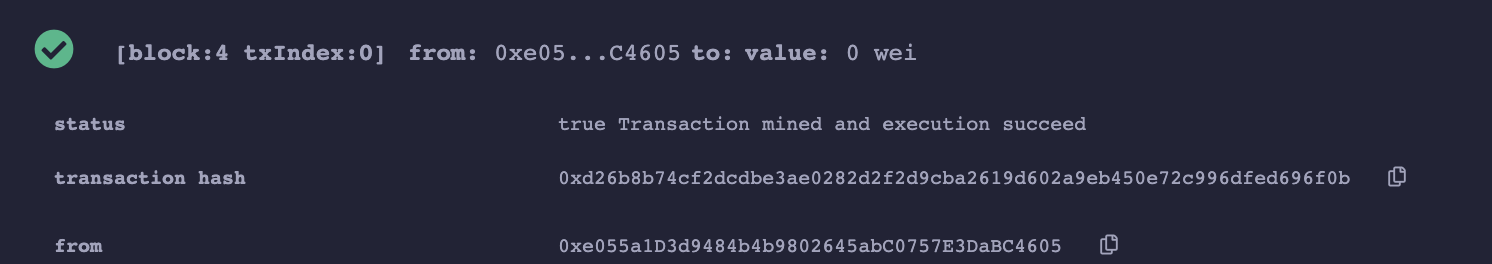 [block:4 txIndex:0] from: 0xe05...C4605 to: value: 0 wei
status true Transaction mined and execution succeed
transaction hash 0xd26b8b74cf2dcdbe3ae0282d2f2d9cba2619d602a9eb450e72c996dfed696f0b
from 0xe055a1D3d9484b4b9802645abC0757E3DaBC4605